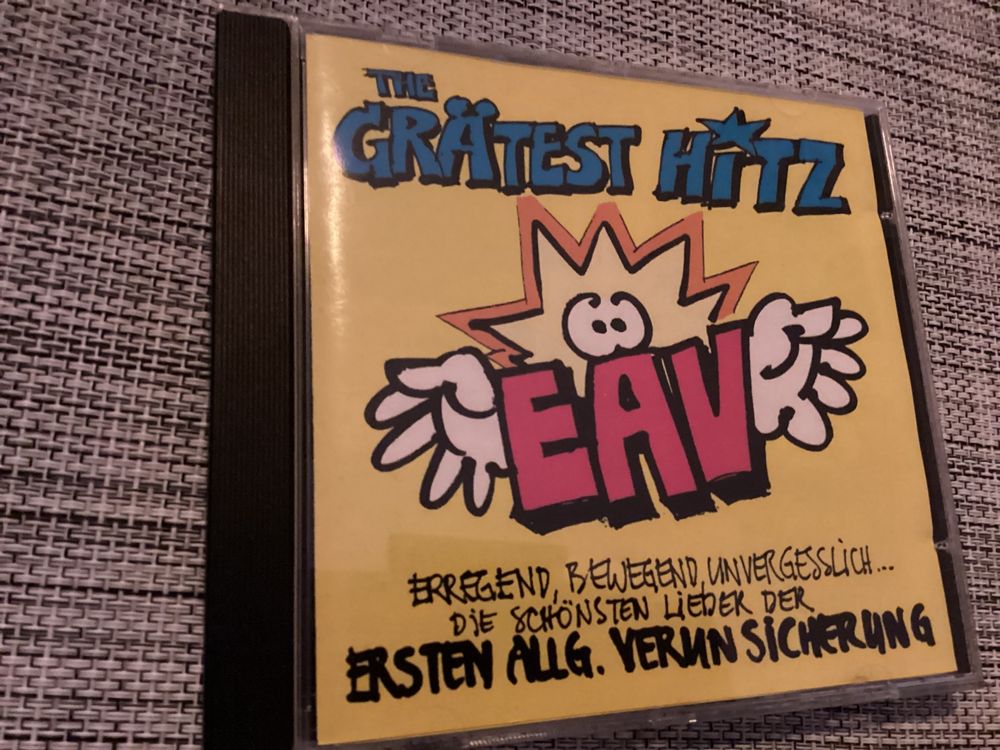 THE
GRÄTEST HiTZ
EAV
ERREGEND, BEWEGEND, UNVERGESSLICH...
DIE SCHÖNSTEN LIEDER DER
ERSTEN ALLG. VERUNSICHERUNG